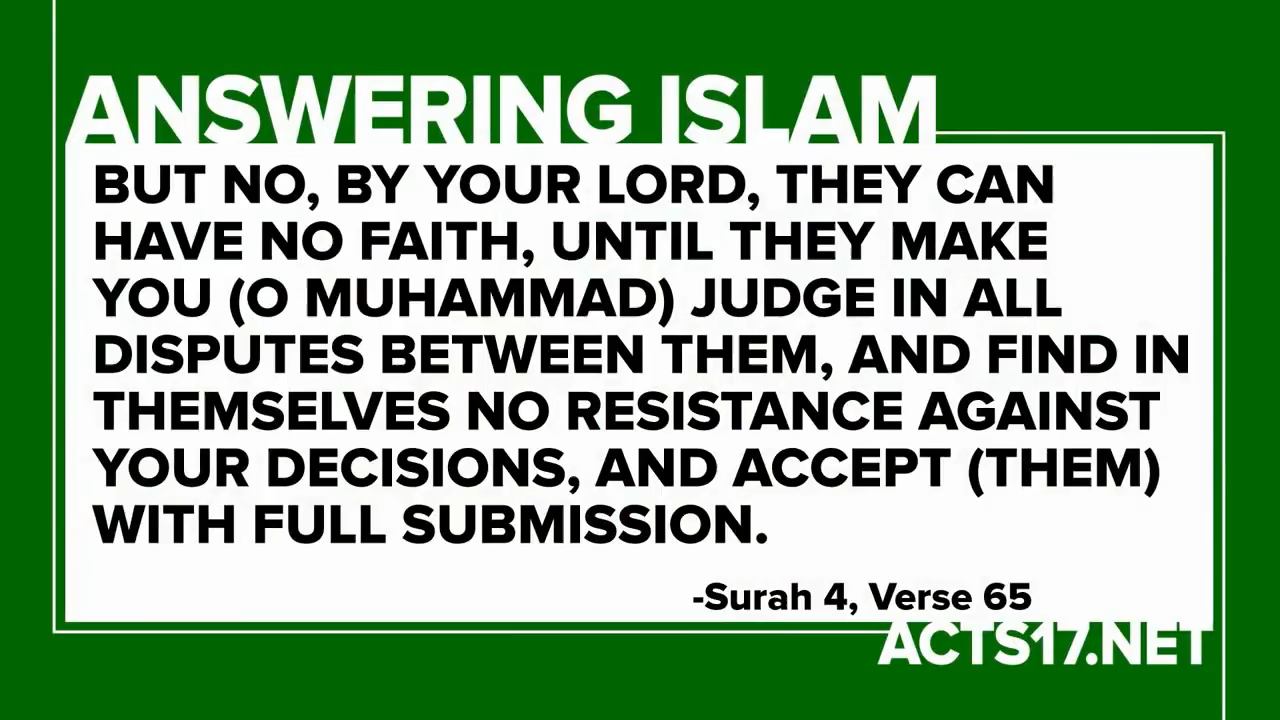 ANSWERING ISLAM
BUT NO, BY YOUR LORD, THEY CAN
HAVE NO FAITH, UNTIL THEY MAKE
YOU (O MUHAMMAD) JUDGE IN ALL
DISPUTES BETWEEN THEM, AND FIND IN
THEMSELVES NO RESISTANCE AGAINST
YOUR DECISIONS, AND ACCEPT (THEM)
WITH FULL SUBMISSION.
-Surah 4, Verse 65
ACTS17.NET